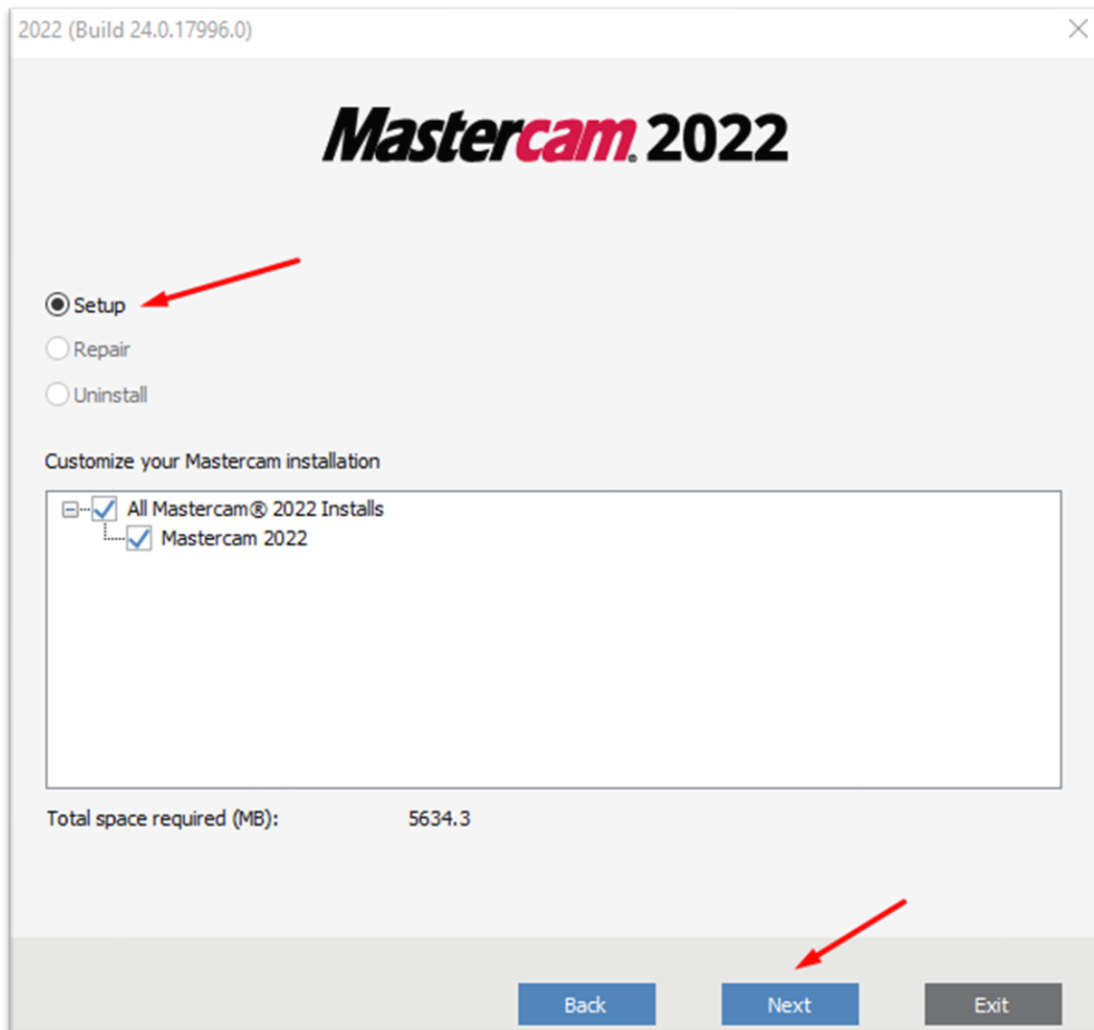 2022 (Build 24.0.17996.0)
Mastercam® 2022
Setup
Repair
Uninstall
Customize your Mastercam installation
All Mastercam® 2022 Installs
Mastercam 2022
Total space required (MB): 5634.3
Back Next Exit